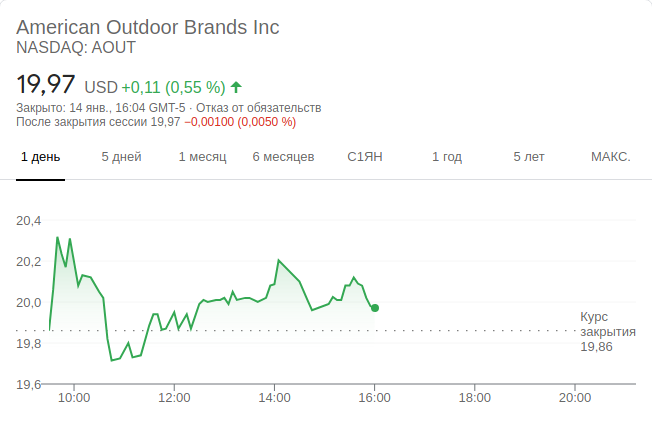 American Outdoor Brands Inc
NASDAQ: AOUT
19,97 USD +0,11 (0,55 %)
Закрыто: 14 янв., 16:04 GMT-5 · Отказ от обязательств
После закрытия сессии 19,97 −0,00100 (0,0050 %)
1 день 5 дней 1 месяц 6 месяцев С1ЯН 1 год 5 лет МАКС.
20,4
20,2
20,0
19,8
19,6
Курс
закрытия
19,86
10:00 12:00 14:00 16:00 18:00 20:00